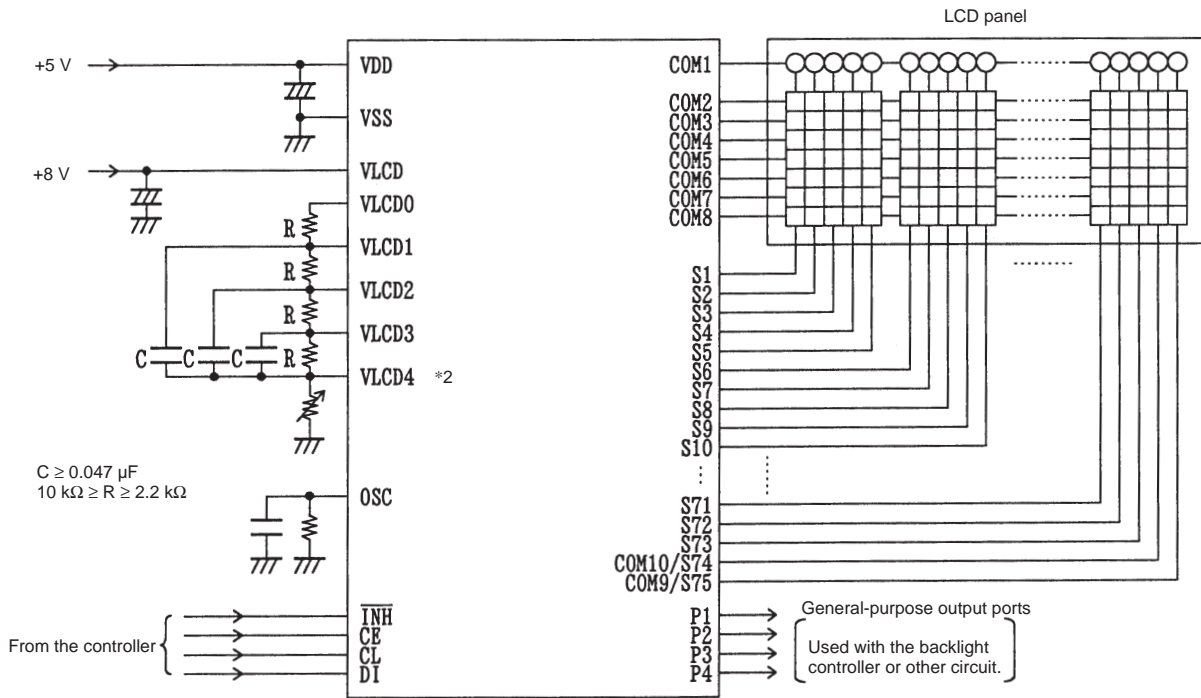 LCD panel
+5 V
VDD
COM1
COM2
VSS
COM3
COM4
+8 V
VLCD
COM5
COM6
VLCD0
COM7
COM8
R
VLCD1
R
S1
VLCD2
S2
R
S3
VLCD3
S4
C
C
C
R
S5
VLCD4
*2
S6
S7
S8
S9
S10
C ≥ 0.047 µF
10 kΩ ≥ R ≥ 2.2 kΩ
OSC
S71
S72
S73
COM10/S74
COM9/S75
From the controller
INH
CE
CL
DI
P1
P2
P3
P4
General-purpose output ports
Used with the backlight
controller or other circuit.